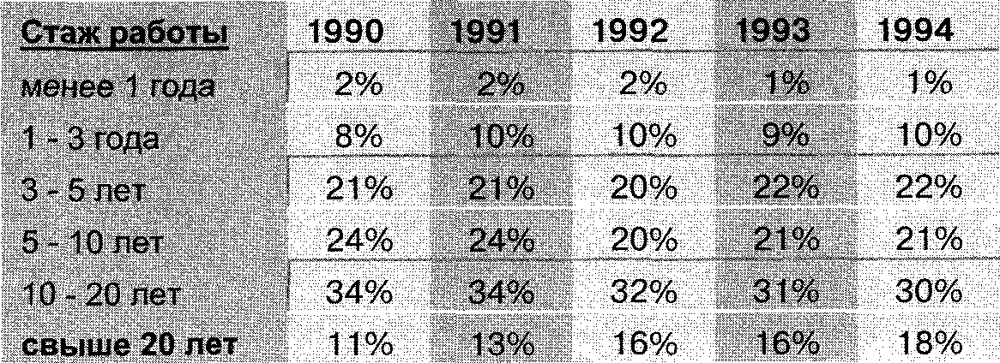 Стаж работы 1990 1991 1992 1993 1994
менее 1 года 2% 2% 2% 1% 1%
1 - 3 года 8% 10% 10% 9% 10%
3 - 5 лет 21% 21% 20% 22% 22%
5 - 10 лет 24% 24% 20% 21% 21%
10 - 20 лет 34% 34% 32% 31% 30%
свыше 20 лет 11% 13% 16% 16% 18%